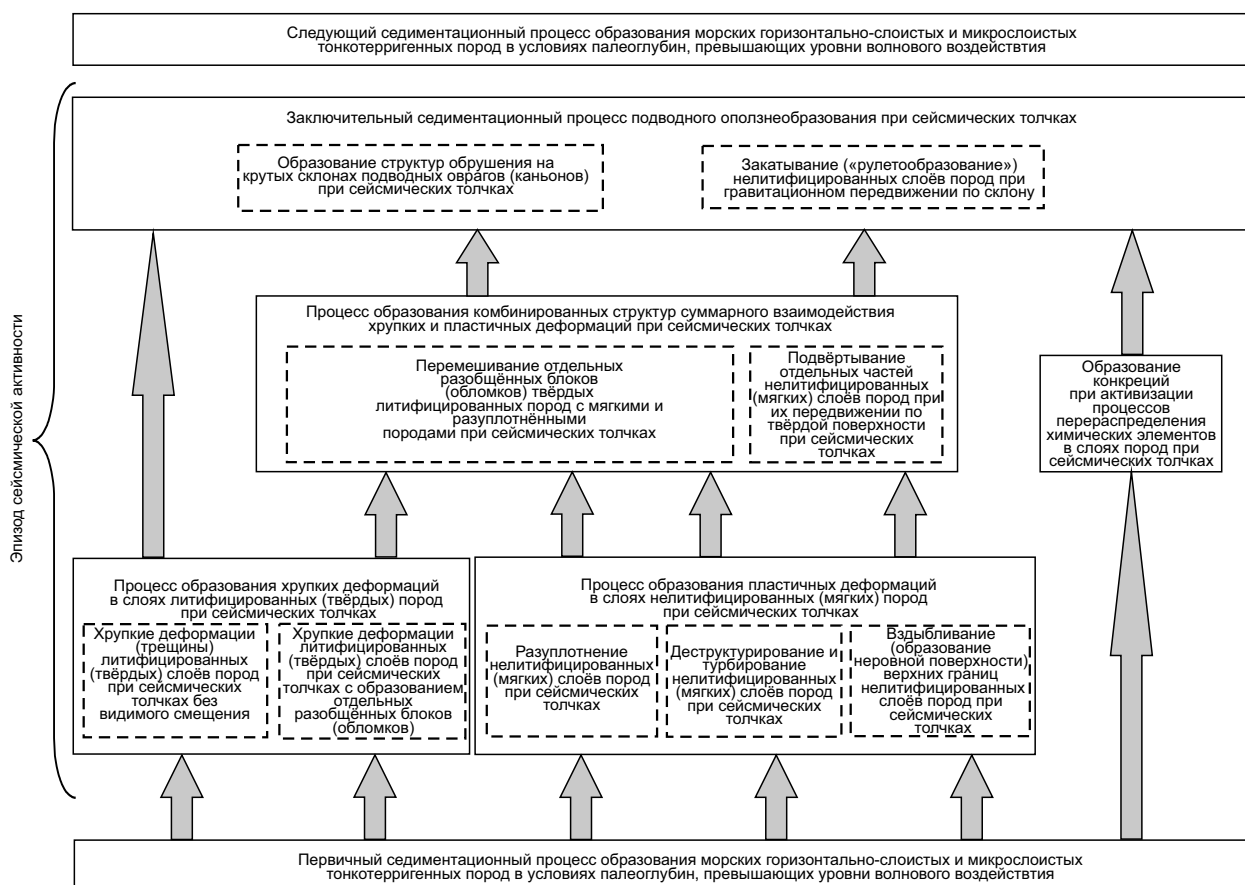 Следующий седиментационный процесс образования морских горизонтально-слоистых и микрослоистых
тонкотерригенных пород в условиях палеоглубин, превышающих уровни волнового воздействтия
Эпизод сейсмической активности
Заключительный седиментационный процесс подводного оползнеобразования при сейсмических толчках
Образование структур обрушения на
крутых склонах подводных оврагов (каньонов)
при сейсмических толчках
Закатывание («рулетообразование»)
нелитифицированных слоёв пород при
гравитационном передвижении по склону
Процесс образования комбинированных структур суммарного взаимодействия
хрупких и пластичных деформаций при сейсмических толчках
Перемешивание отдельных
разобщённых блоков
(обломков) твёрдых
литифицированных пород с мягкими и
разуплотнёнными
породами при сейсмических толчках
Подвёртывание
отдельных частей
нелитифицированных
(мягких) слоёв пород при
их передвижении по
твёрдой поверхности
при сейсмических
толчках
Образование
конкреций
при активизации
процессов
перераспределения
химических элементов
в слоях пород при
сейсмических толчках
Процесс образования хрупких деформаций
в слоях литифицированных (твёрдых) пород
при сейсмических толчках
Хрупкие деформации
(трещины)
литифицированных
(твёрдых) слоёв пород
при сейсмических
толчках без
видимого смещения
Хрупкие деформации
литифицированных
(твёрдых) слоёв пород
при сейсмических
толчках с образованием
отдельных
разобщённых блоков
(обломков)
Процесс образования пластичных деформаций
в слоях нелитифицированных (мягких) пород
при сейсмических толчках
Разуплотнение
нелитифицированных
(мягких) слоёв пород
при сейсмических
толчках
Деструктурирование и
турбирование
нелитифицированных
(мягких) слоёв пород
при сейсмических
толчках
Вздыбливание
(образование
неровной поверхности)
верхних границ
нелитифицированных
слоёв пород при
сейсмических
толчках
Первичный седиментационный процесс образования морских горизонтально-слоистых и микрослоистых
тонкотерригенных пород в условиях палеоглубин, превышающих уровни волнового воздействтия